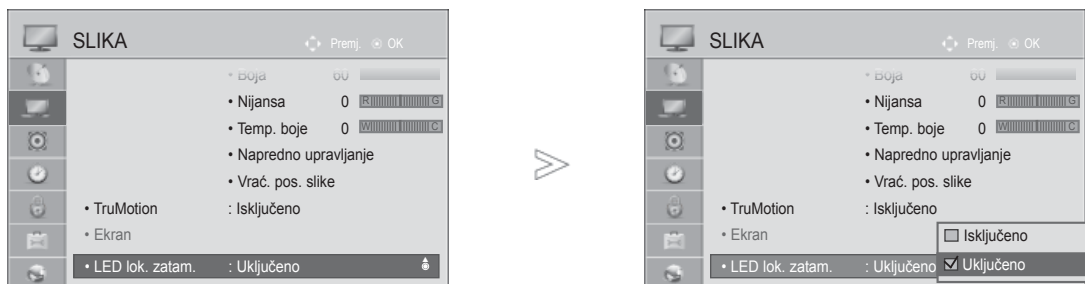 SLIKA Premj. OK
• Boja 60
• Nijansa 0 R G
• Temp. boje 0 W C
• Napredno upravljanje
• Vrać. pos. slike
• TruMotion : Isključeno
• Ekran
• LED lok. zatam. : Uključeno
SLIKA Premj. OK
• Boja 60
• Nijansa 0 R G
• Temp. boje 0 W C
• Napredno upravljanje
• Vrać. pos. slike
• TruMotion : Isključeno
• Ekran
Isključeno
• LED lok. zatam. : Uključeno Uključeno